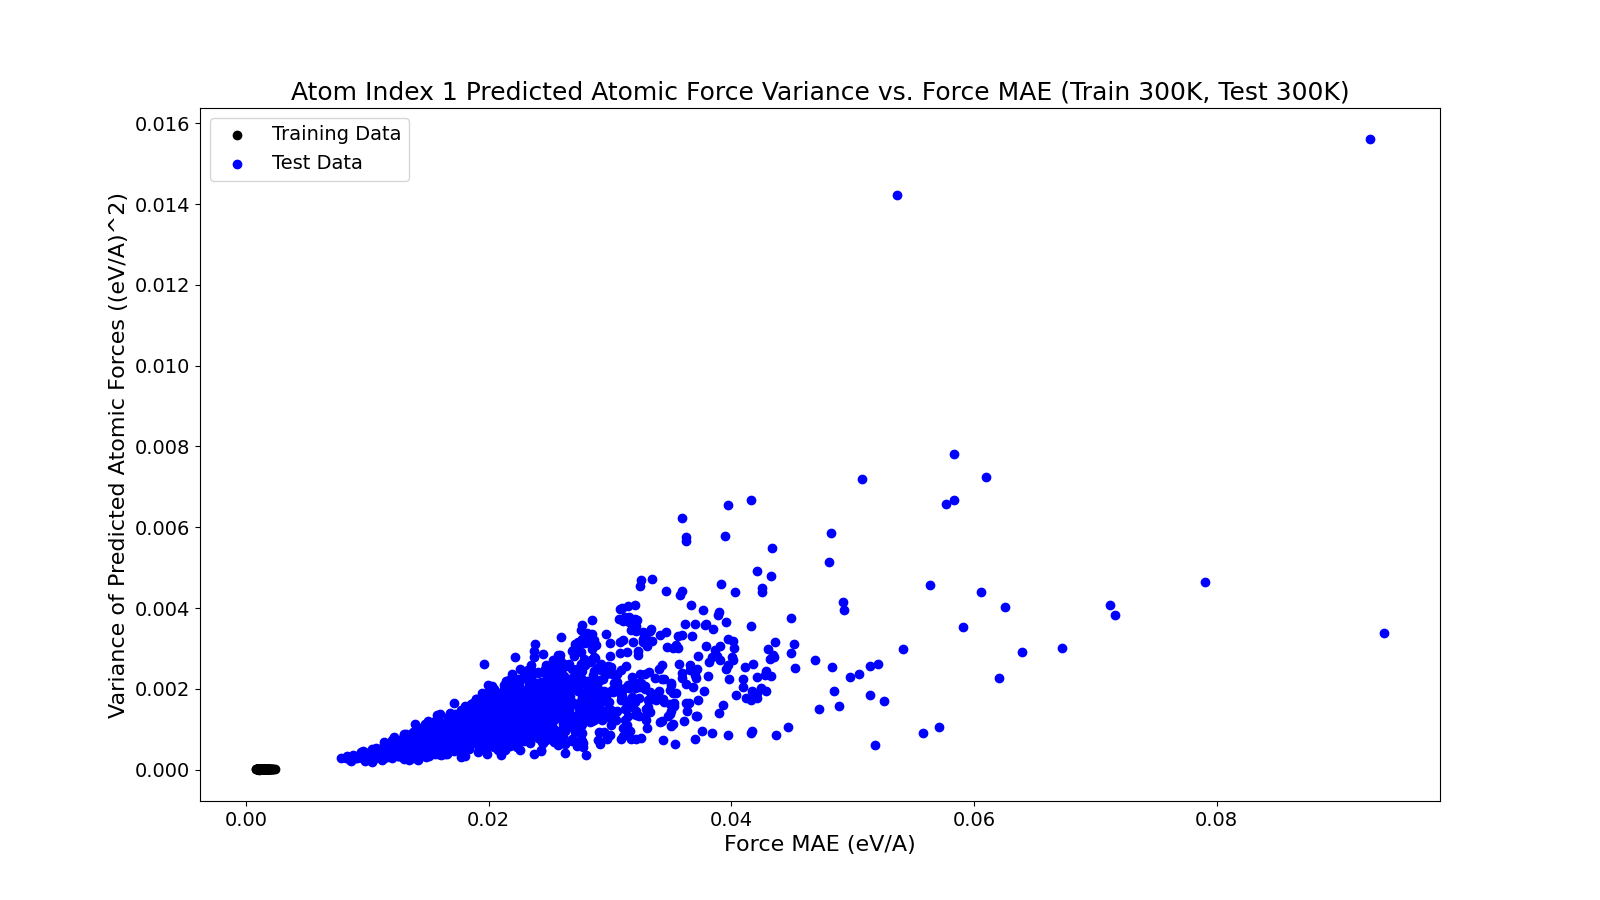 Atom Index 1 Predicted Atomic Force Variance vs. Force MAE (Train 300K, Test 300K)
Training Data
Test Data
Variance of Predicted Atomic Forces ((eV/A)^2)
0.016
0.014
0.012
0.010
0.008
0.006
0.004
0.002
0.000
0.00 0.02 0.04 0.06 0.08
Force MAE (eV/A)